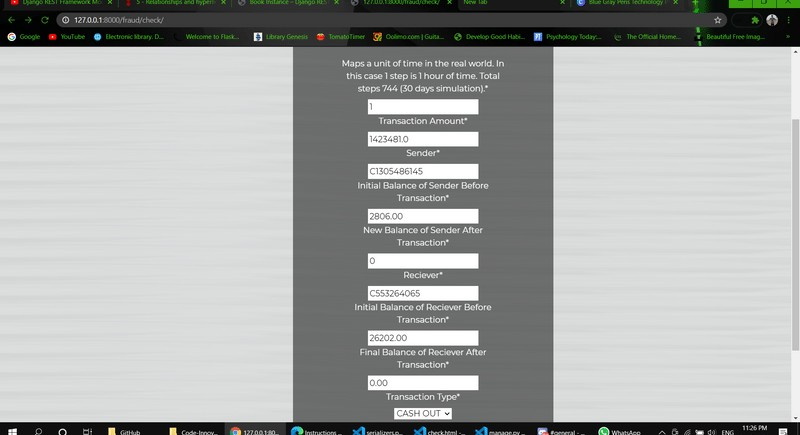 Django REST Framework M
5 - Relationships and hyperl
Book Instance – Django RES
127.0.0.1:8000/fraud/check/
New Tab
Blue Gray Pens Technology
127.0.0.1:8000/fraud/check/
Google
YouTube
Electronic library. D...
Welcome to Flask...
Library Genesis
TomatoTimer
Oolimo.com | Guita...
Develop Good Habi...
Psychology Today:...
The Official Home...
Beautiful Free Imag...
Maps a unit of time in the real world. In
this case 1 step is 1 hour of time. Total
steps 744 (30 days simulation).*
1
Transaction Amount*
1423481.0
Sender*
C1305486145
Initial Balance of Sender Before
Transaction*
2806.00
New Balance of Sender After
Transaction*
0
Reciever*
C553264065
Initial Balance of Reciever Before
Transaction*
26202.00
Final Balance of Reciever After
Transaction*
0.00
Transaction Type*
CASH OUT
GitHub
Code-Innov...
127.0.0.1:80...
Instructions ...
serializers.p...
check.html - ...
manage.py ...
#general - ...
WhatsApp
ENG
11:26 PM